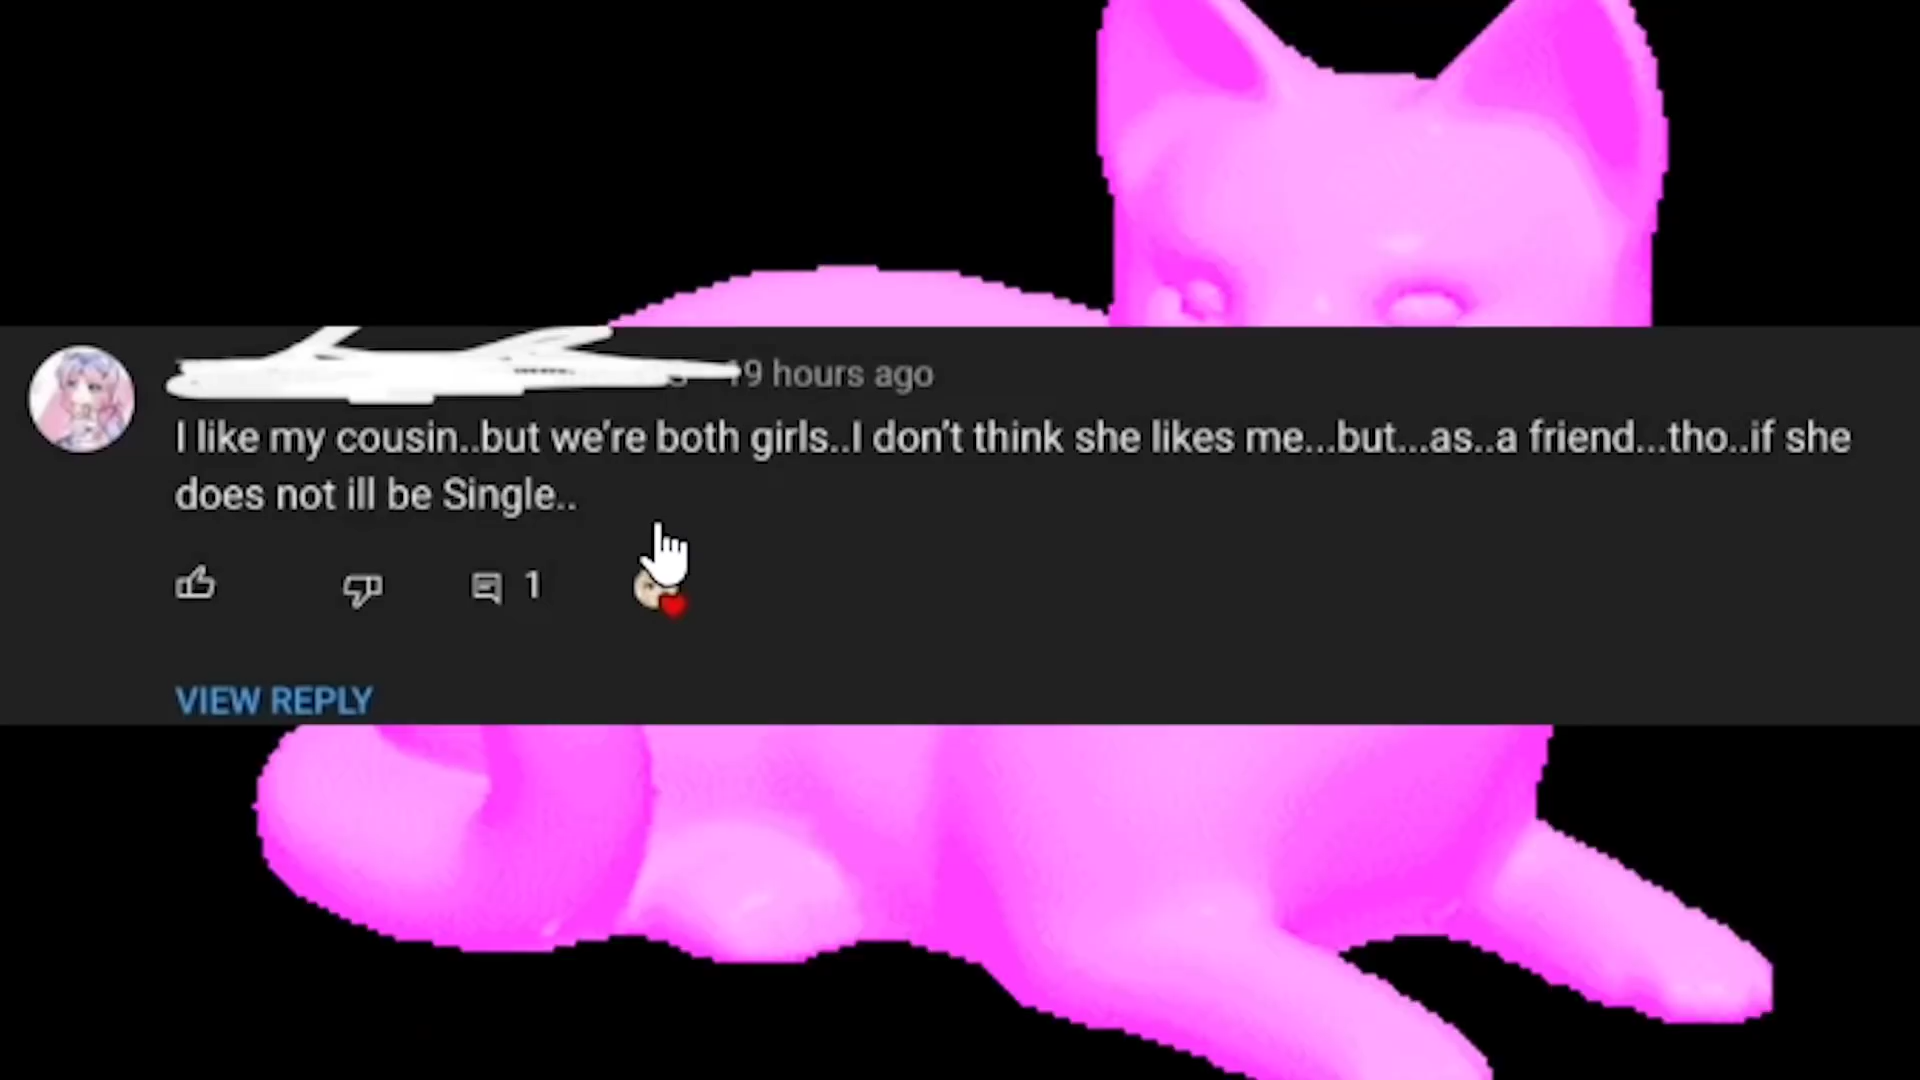 19 hours ago
I like my cousin..but we're both girls..I don't think she likes me...but...as..a friend...tho..if she
does not ill be Single..
1
VIEW REPLY